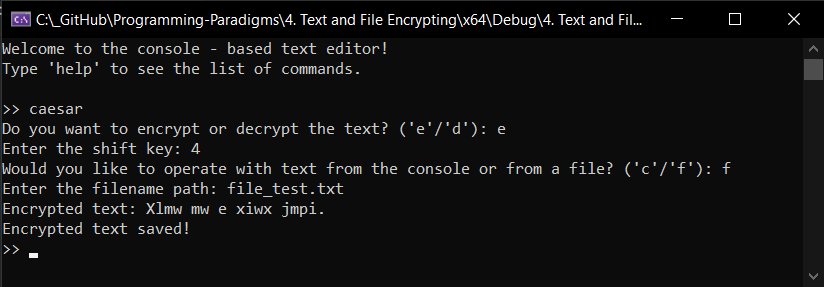 C:\_GitHub\Programming-Paradigms\4. Text and File Encrypting\x64\Debug\4. Text and Fil...
Welcome to the console - based text editor!
Type 'help' to see the list of commands.
>> caesar
Do you want to encrypt or decrypt the text? ('e'/'d'): e
Enter the shift key: 4
Would you like to operate with text from the console or from a file? ('c'/'f'): f
Enter the filename path: file_test.txt
Encrypted text: Xlmw mw e xiwx jmpi.
Encrypted text saved!
>>